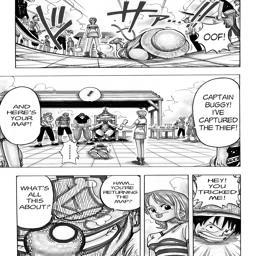 OOF!
CAPTAIN
BUGGY!
I'VE
CAPTURED
THE THIEF!
AND
HERE'S
YOUR
MAP!
HEY!
YOU
TRICKED
ME!
HMM...
YOU'RE
RETURNING
THE
MAP?
WHAT'S
ALL
THIS
ABOUT?